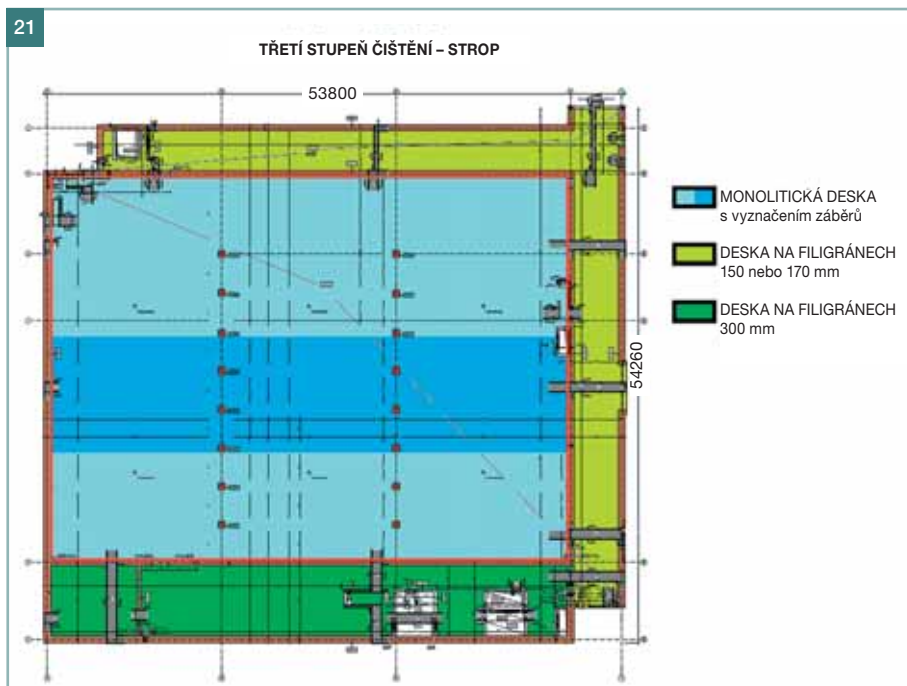 21
TŘETÍ STUPEŇ ČIŠTĚNÍ – STROP
53800
MONOLITICKÁ DESKA
s vyznačením záběrů
DESKA NA FILIGRÁNECH
150 nebo 170 mm
DESKA NA FILIGRÁNECH
300 mm
54260